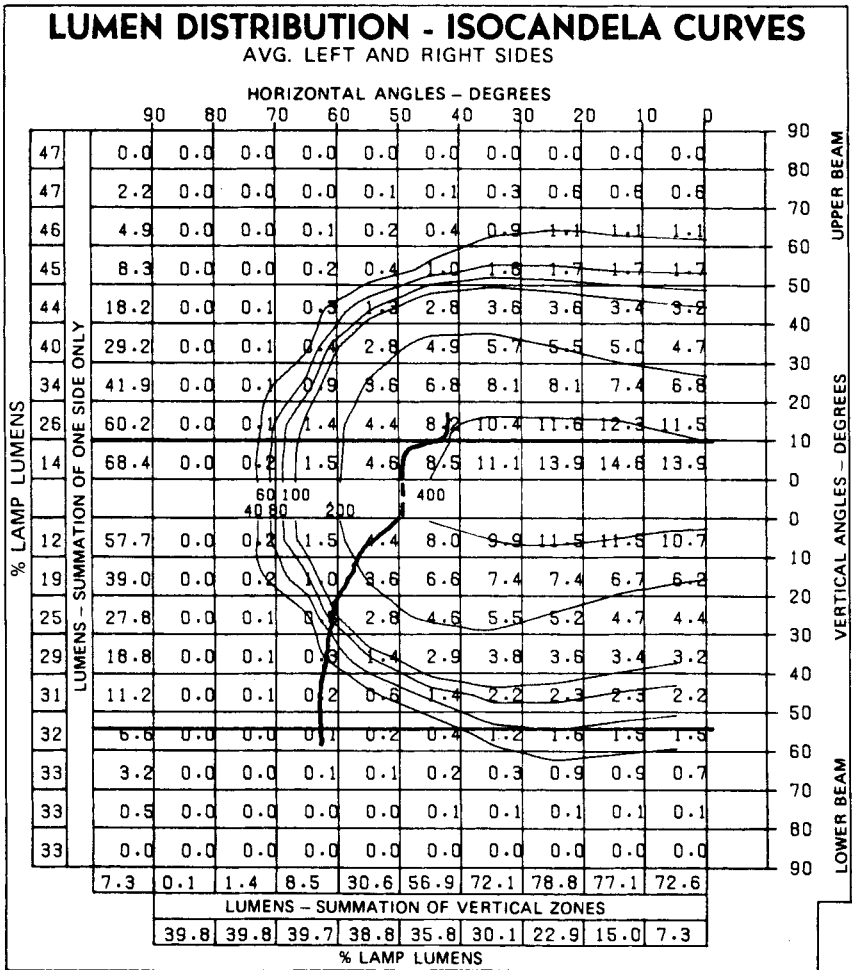 LUMEN DISTRIBUTION - ISOCANDELA CURVES
AVG. LEFT AND RIGHT SIDES
HORIZONTAL ANGLES – DEGREES
90 80 70 60 50 40 30 20 10 0
90
47 0.0 0.0 0.0 0.0 0.0 0.0 0.0 0.0 0.0 0.0
80
47 2.2 0.0 0.0 0.0 0.1 0.1 0.3 0.6 0.6 0.6
70
46 4.9 0.0 0.0 0.1 0.2 0.4 0.9 1.1 1.1 1.1
60
45 8.3 0.0 0.0 0.2 0.4 1.0 1.6 1.7 1.7 1.7
50
44 18.2 0.0 0.1 0.3 1.3 2.8 3.6 3.6 3.4 3.2
40
40 29.2 0.0 0.1 0.4 2.8 4.9 5.7 5.5 5.0 4.7
30
34 41.9 0.0 0.1 0.9 3.6 6.8 8.1 8.1 7.4 6.8
20
26 60.2 0.0 0.1 1.4 4.4 8.2 10.4 11.6 12.3 11.5
10
14 68.4 0.0 0.2 1.5 4.6 8.5 11.1 13.9 14.6 13.9
0
60 100 400
40 80 200
0
12 57.7 0.0 0.2 1.5 4.4 8.0 9.9 11.5 11.5 10.7
10
19 39.0 0.0 0.2 1.0 3.6 6.6 7.4 7.4 6.7 6.2
20
25 27.8 0.0 0.1 2.8 4.6 5.5 5.2 4.7 4.4
30
29 18.8 0.0 0.1 0.3 1.4 2.9 3.8 3.6 3.4 3.2
40
31 11.2 0.0 0.1 0.2 0.6 1.4 2.2 2.3 2.3 2.2
50
32 6.6 0.0 0.0 0.1 0.2 0.4 1.2 1.6 1.5 1.5
60
33 3.2 0.0 0.0 0.1 0.1 0.2 0.3 0.9 0.9 0.7
70
33 0.5 0.0 0.0 0.0 0.0 0.1 0.1 0.1 0.1 0.1
80
33 0.0 0.0 0.0 0.0 0.0 0.0 0.0 0.0 0.0 0.0
90
7.3 0.1 1.4 8.5 30.6 56.9 72.1 78.8 77.1 72.6
LUMENS – SUMMATION OF VERTICAL ZONES
39.8 39.8 39.7 38.8 35.8 30.1 22.9 15.0 7.3
% LAMP LUMENS
% LAMP LUMENS
LUMENS – SUMMATION OF ONE SIDE ONLY
UPPER BEAM
VERTICAL ANGLES – DEGREES
LOWER BEAM